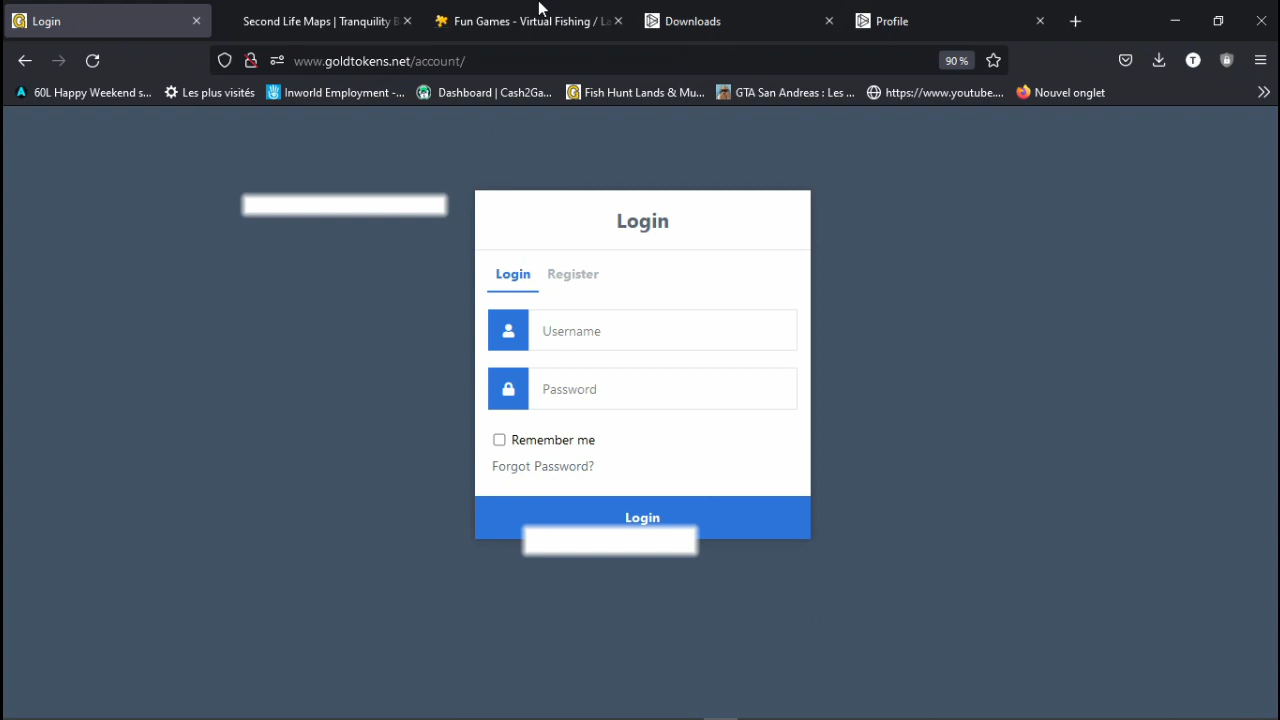 Login
Second Life Maps | Tranquility B
Fun Games - Virtual Fishing / La
Downloads
Profile
www.goldtokens.net/account/
90%
T
60L Happy Weekend s...
Les plus visités
Inworld Employment -...
Dashboard | Cash2Ga...
Fish Hunt Lands & Mu...
GTA San Andreas : Les ...
https://www.youtube....
Nouvel onglet
Login
Login Register
Username
Password
Remember me
Forgot Password?
Login